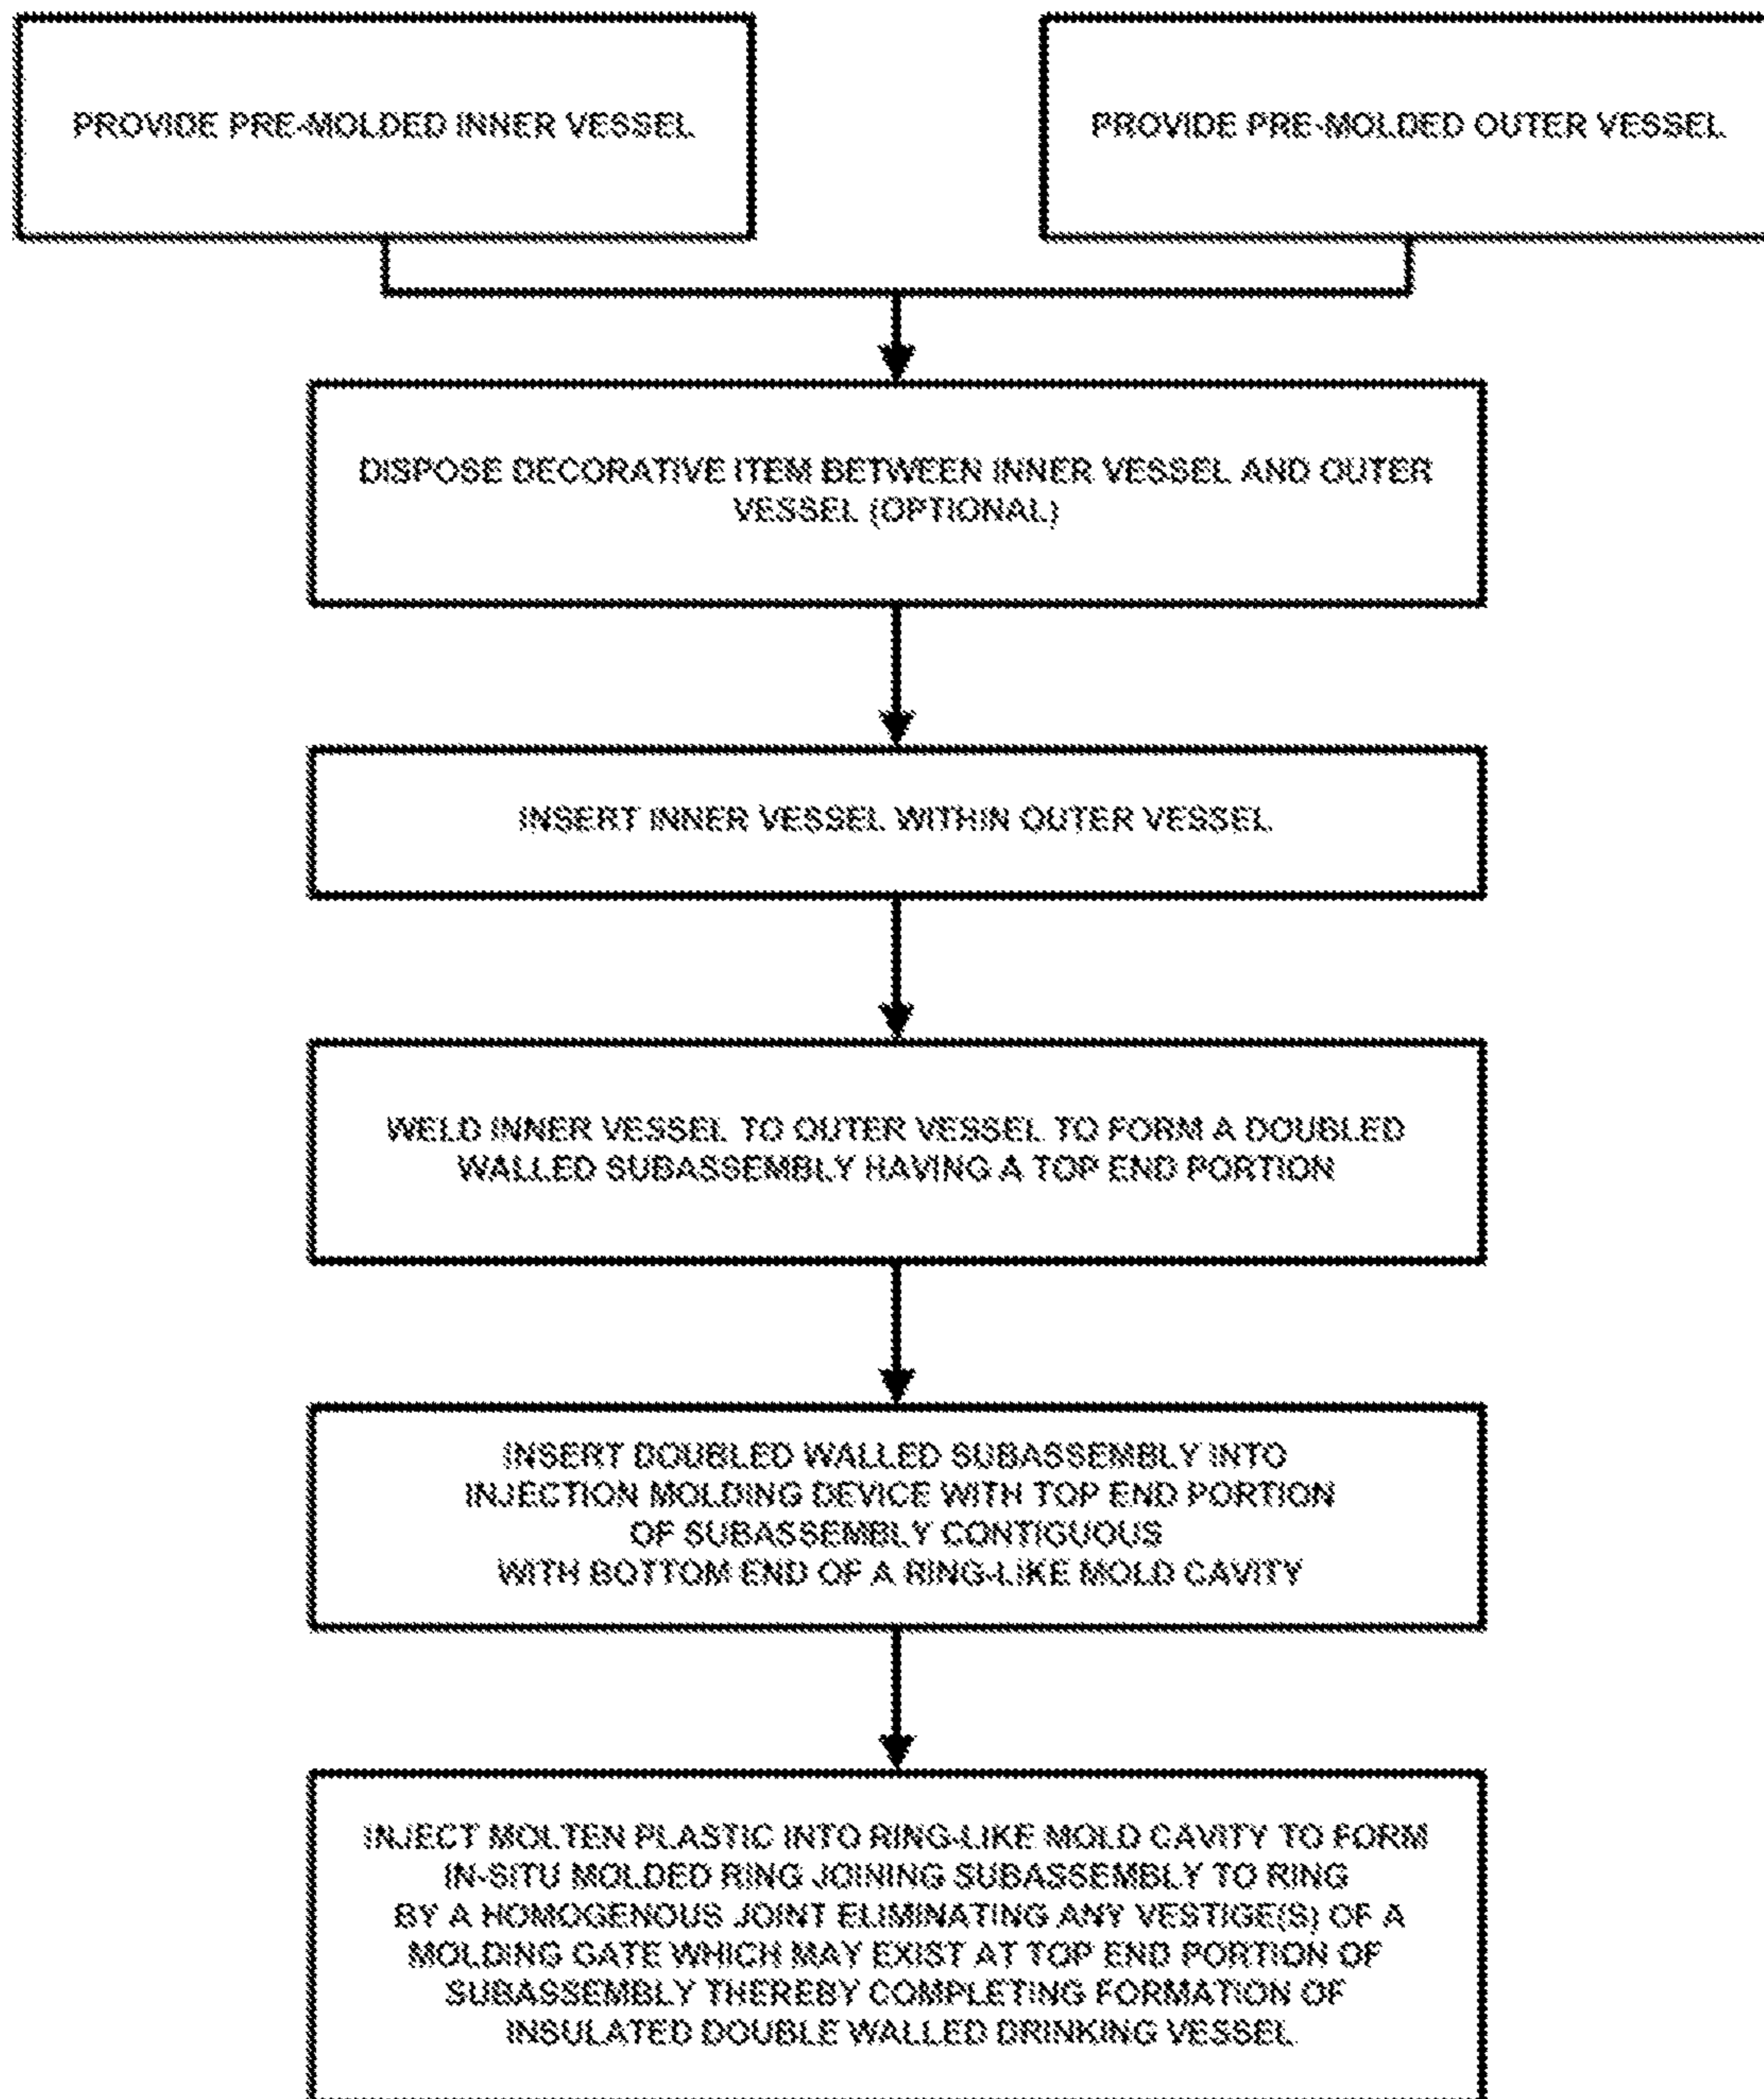 PROVIDE PRE-MOLDED INNER VESSEL
PROVIDE PRE-MOLDED OUTER VESSEL
DISPOSE DECORATIVE ITEM BETWEEN INNER VESSEL AND OUTER
VESSEL (OPTIONAL)
INSERT INNER VESSEL WITHIN OUTER VESSEL
WELD INNER VESSEL TO OUTER VESSEL TO FORM A DOUBLED
WALLED SUBASSEMBLY HAVING A TOP END PORTION
INSERT DOUBLED WALLED SUBASSEMBLY INTO
INJECTION MOLDING DEVICE WITH TOP END PORTION
OF SUBASSEMBLY CONTIGUOUS
WITH BOTTOM END OF A RING-LIKE MOLD CAVITY
INJECT MOLTEN PLASTIC INTO RING-LIKE MOLD CAVITY TO FORM
IN-SITU MOLDED RING JOINING SUBASSEMBLY TO RING
BY A HOMOGENOUS JOINT ELIMINATING ANY VESTIGE(S) OF A
MOLDING GATE WHICH MAY EXIST AT TOP END PORTION OF
SUBASSEMBLY THEREBY COMPLETING FORMATION OF
INSULATED DOUBLE WALLED DRINKING VESSEL